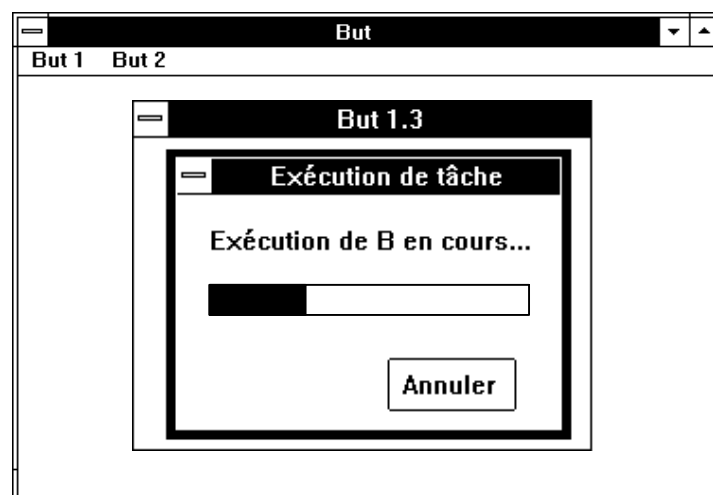 But
But 1 But 2
But 1.3
Exécution de tâche
Exécution de B en cours...
Annuler